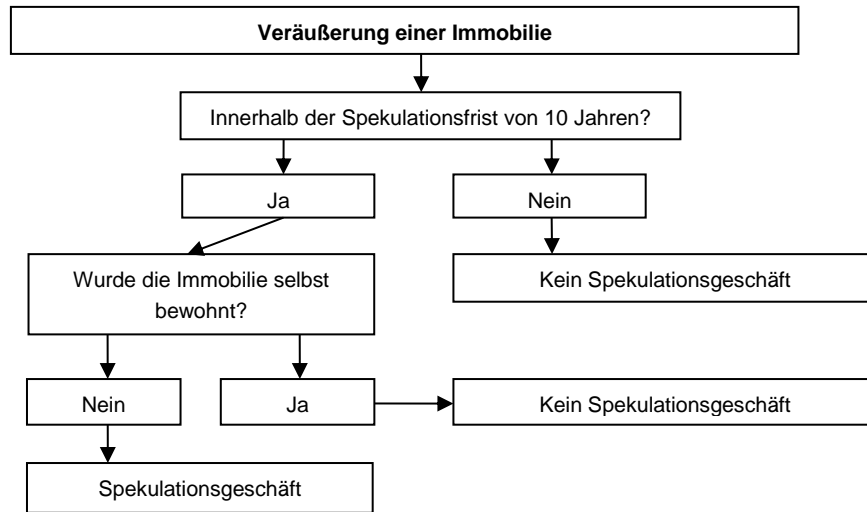 Veräußerung einer Immobilie
Innerhalb der Spekulationsfrist von 10 Jahren?
Ja
Nein
Wurde die Immobilie selbst
bewohnt?
Kein Spekulationsgeschäft
Nein
Ja
Kein Spekulationsgeschäft
Spekulationsgeschäft